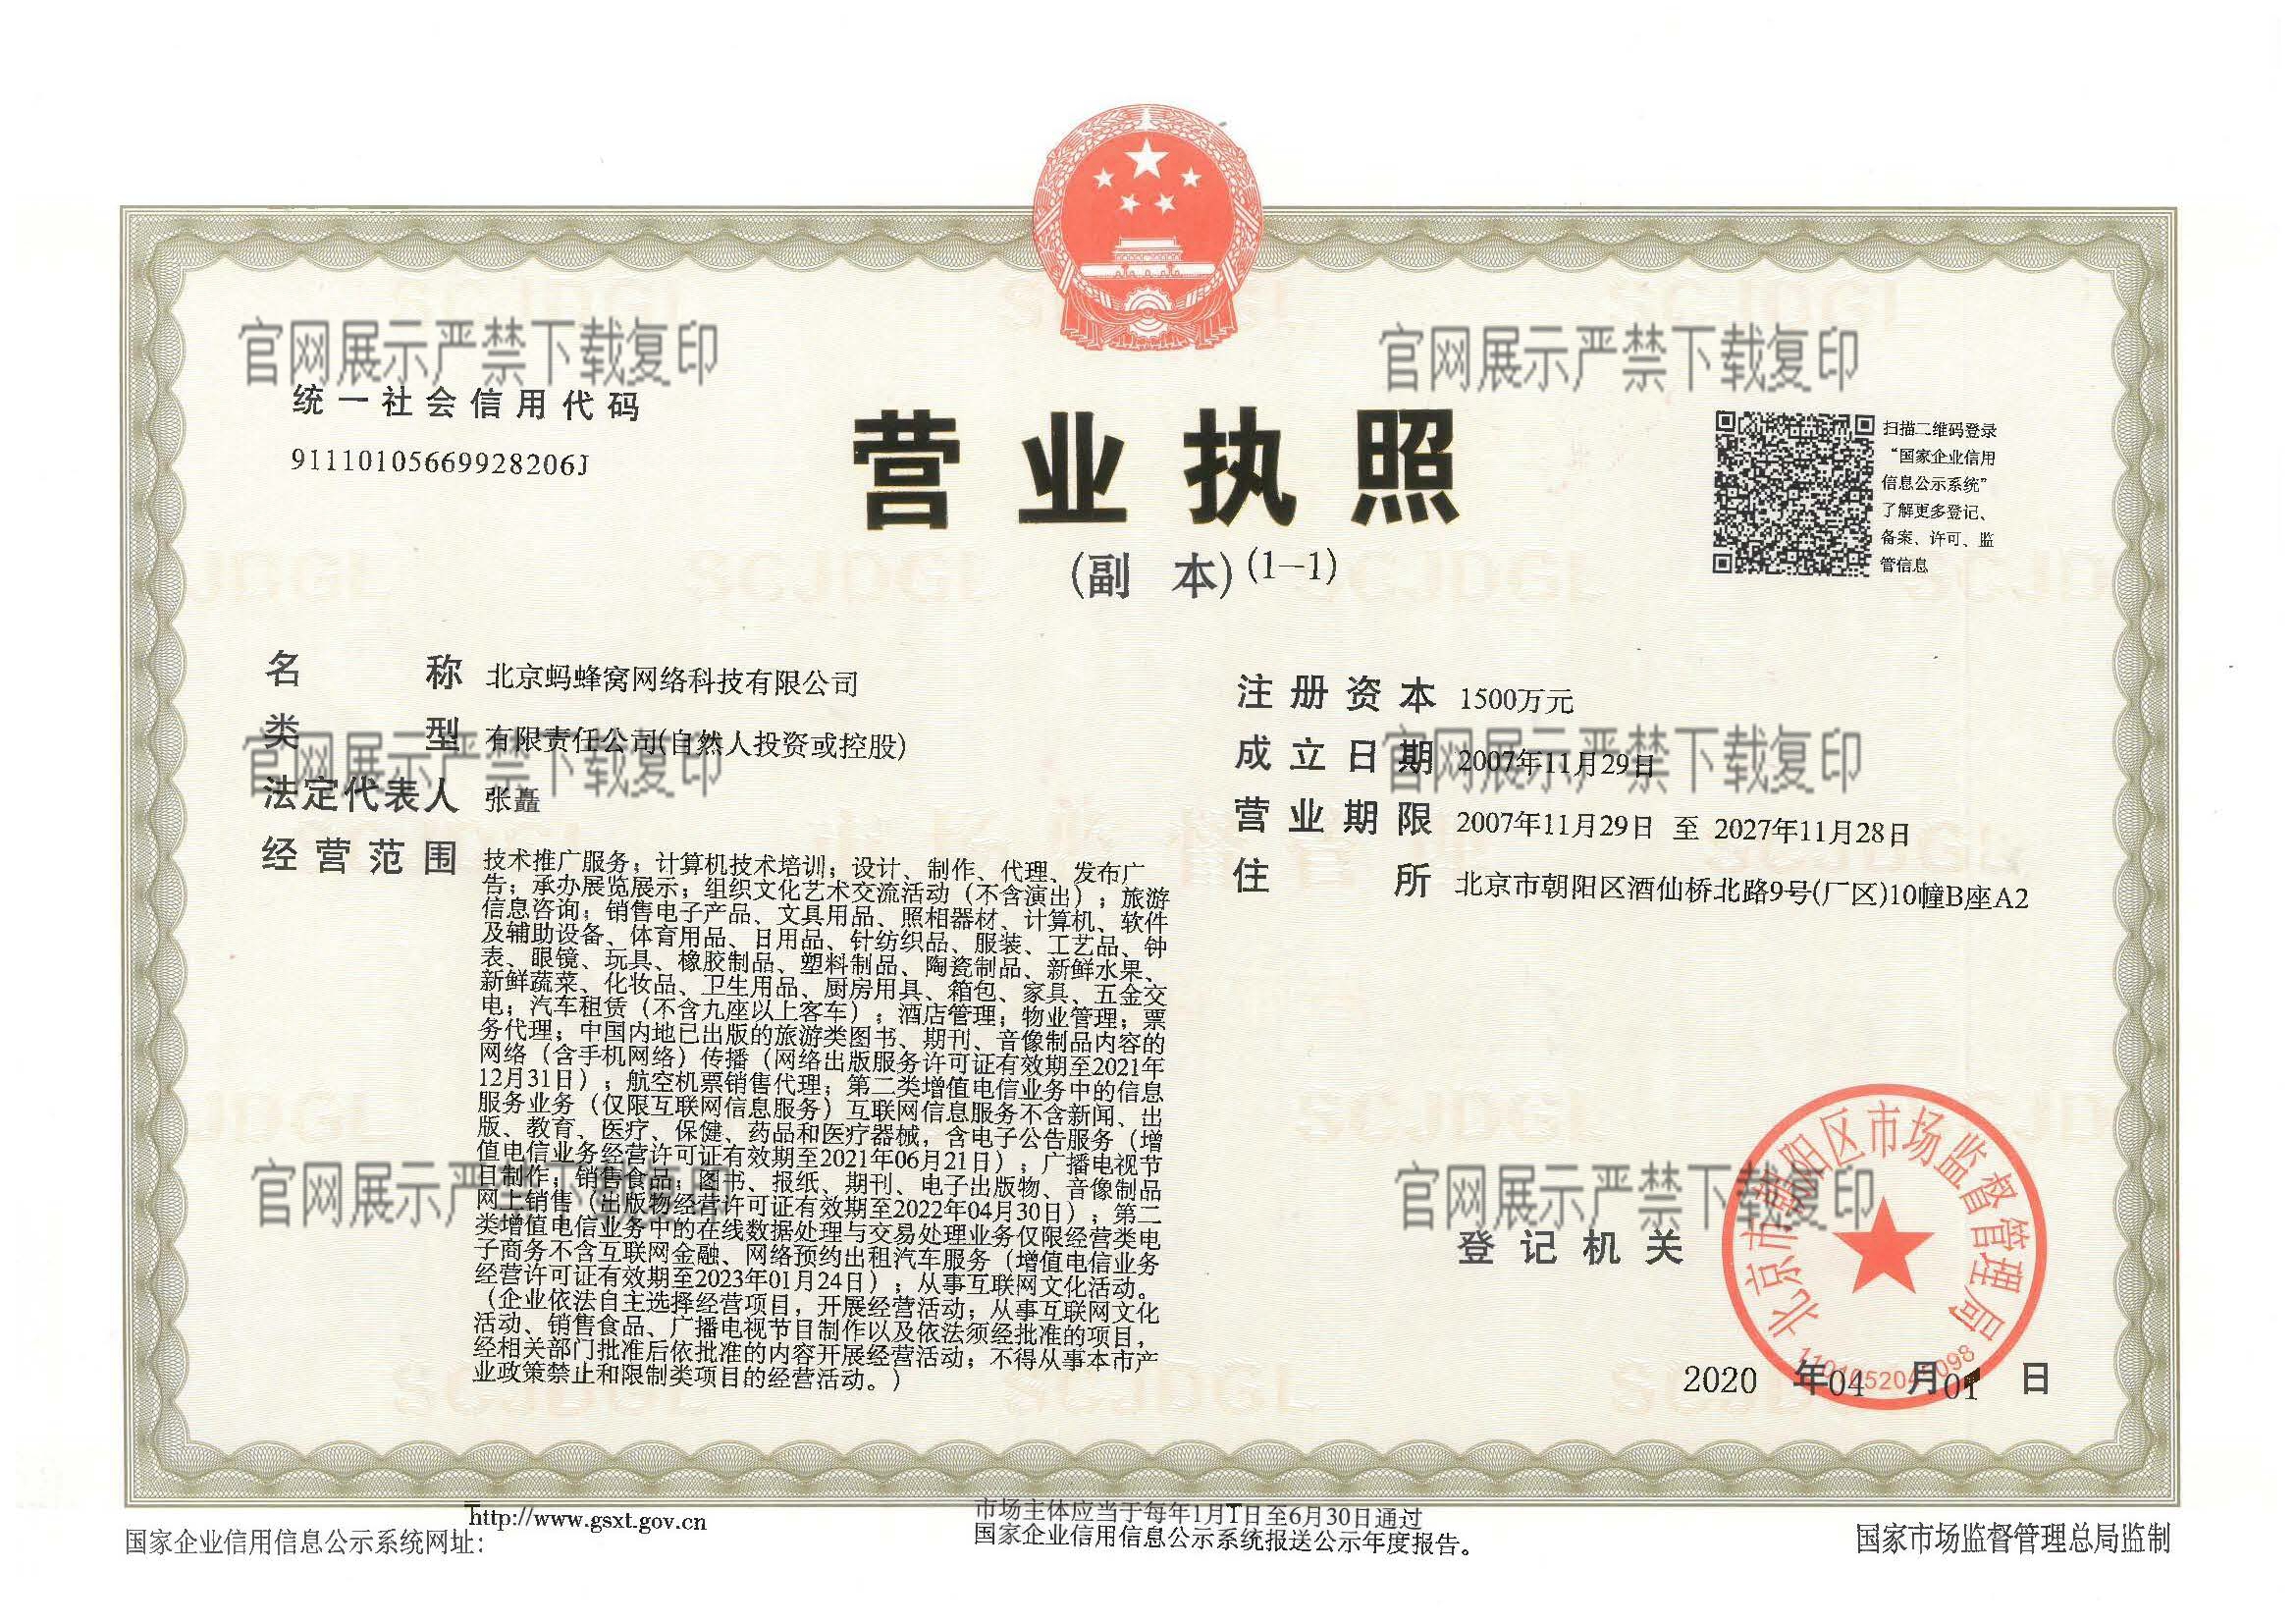 官网展示严禁下载复印
官网展示严禁下载复印
统一社会信用代码
91110105669928206J
营业执照
(副 本)(1-1)
扫描二维码登录
“国家企业信用
信息公示系统”
了解更多登记、
备案、许可、监
管信息
名 称 北京蚂蜂窝网络科技有限公司
类 型 有限责任公司(自然人投资或控股)
官网展示严禁下载复印
法定代表人 张矗
经营范围 技术推广服务；计算机技术培训；设计、制作、代理、发布广
告；承办展览展示；组织文化艺术交流活动（不含演出）；旅游
信息咨询；销售电子产品、文具用品、照相器材、计算机、软件
及辅助设备、体育用品、日用品、针纺织品、服装、工艺品、钟
表、眼镜、玩具、橡胶制品、塑料制品、陶瓷制品、新鲜水果、
新鲜蔬菜、化妆品、卫生用品、厨房用具、箱包、家具、五金交
电；汽车租赁（不含九座以上客车）；酒店管理；物业管理；票
务代理；中国内地已出版的旅游类图书、期刊、音像制品内容的
网络（含手机网络）传播（网络出版服务许可证有效期至2021年
12月31日）；航空机票销售代理；第二类增值电信业务中的信息
服务业务（仅限互联网信息服务）互联网信息服务不含新闻、出
版、教育、医疗、保健、药品和医疗器械，含电子公告服务（增
值电信业务经营许可证有效期至2021年06月21日）；广播电视节
目制作；销售食品；图书、报纸、期刊、电子出版物、音像制品
网上销售（出版物经营许可证有效期至2022年04月30日）；第二
类增值电信业务中的在线数据处理与交易处理业务仅限经营类电
子商务不含互联网金融、网络预约出租汽车服务（增值电信业务
经营许可证有效期至2023年01月24日）；从事互联网文化活动。
（企业依法自主选择经营项目，开展经营活动；从事互联网文化
活动、销售食品、广播电视节目制作以及依法须经批准的项目，
经相关部门批准后依批准的内容开展经营活动；不得从事本市产
业政策禁止和限制类项目的经营活动。）
官网展示严禁下载复印
注册资本 1500万元
成立日期 2007年11月29日
官网展示严禁下载复印
营业期限 2007年11月29日 至 2027年11月28日
住 所 北京市朝阳区酒仙桥北路9号(厂区)10幢B座A2
官网展示严禁下载复印
登记机关
北京市朝阳区市场监督管理局
2020 年04 月01 日
http://www.gsxt.gov.cn
国家企业信用信息公示系统网址：
市场主体应当于每年1月1日至6月30日通过
国家企业信用信息公示系统报送公示年度报告。
国家市场监督管理总局监制
SCJDGL